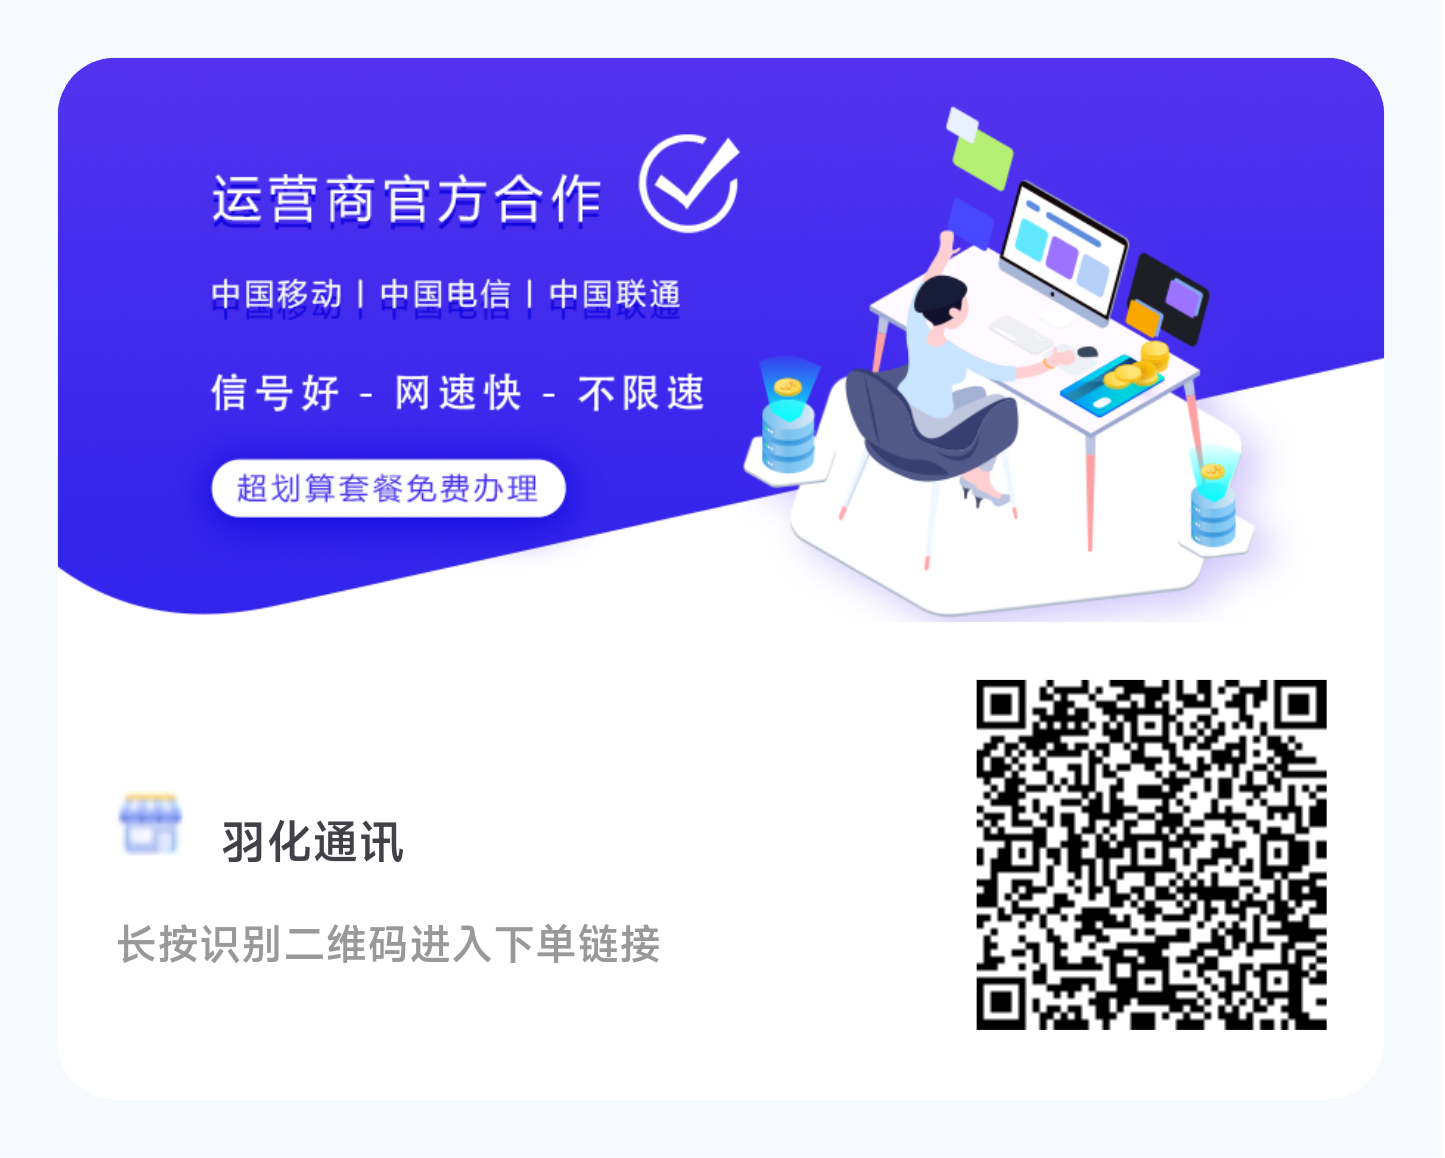 运营商官方合作
中国移动 | 中国电信 | 中国联通
信号好 - 网速快 - 不限速
超划算套餐免费办理
羽化通讯
长按识别二维码进入下单链接